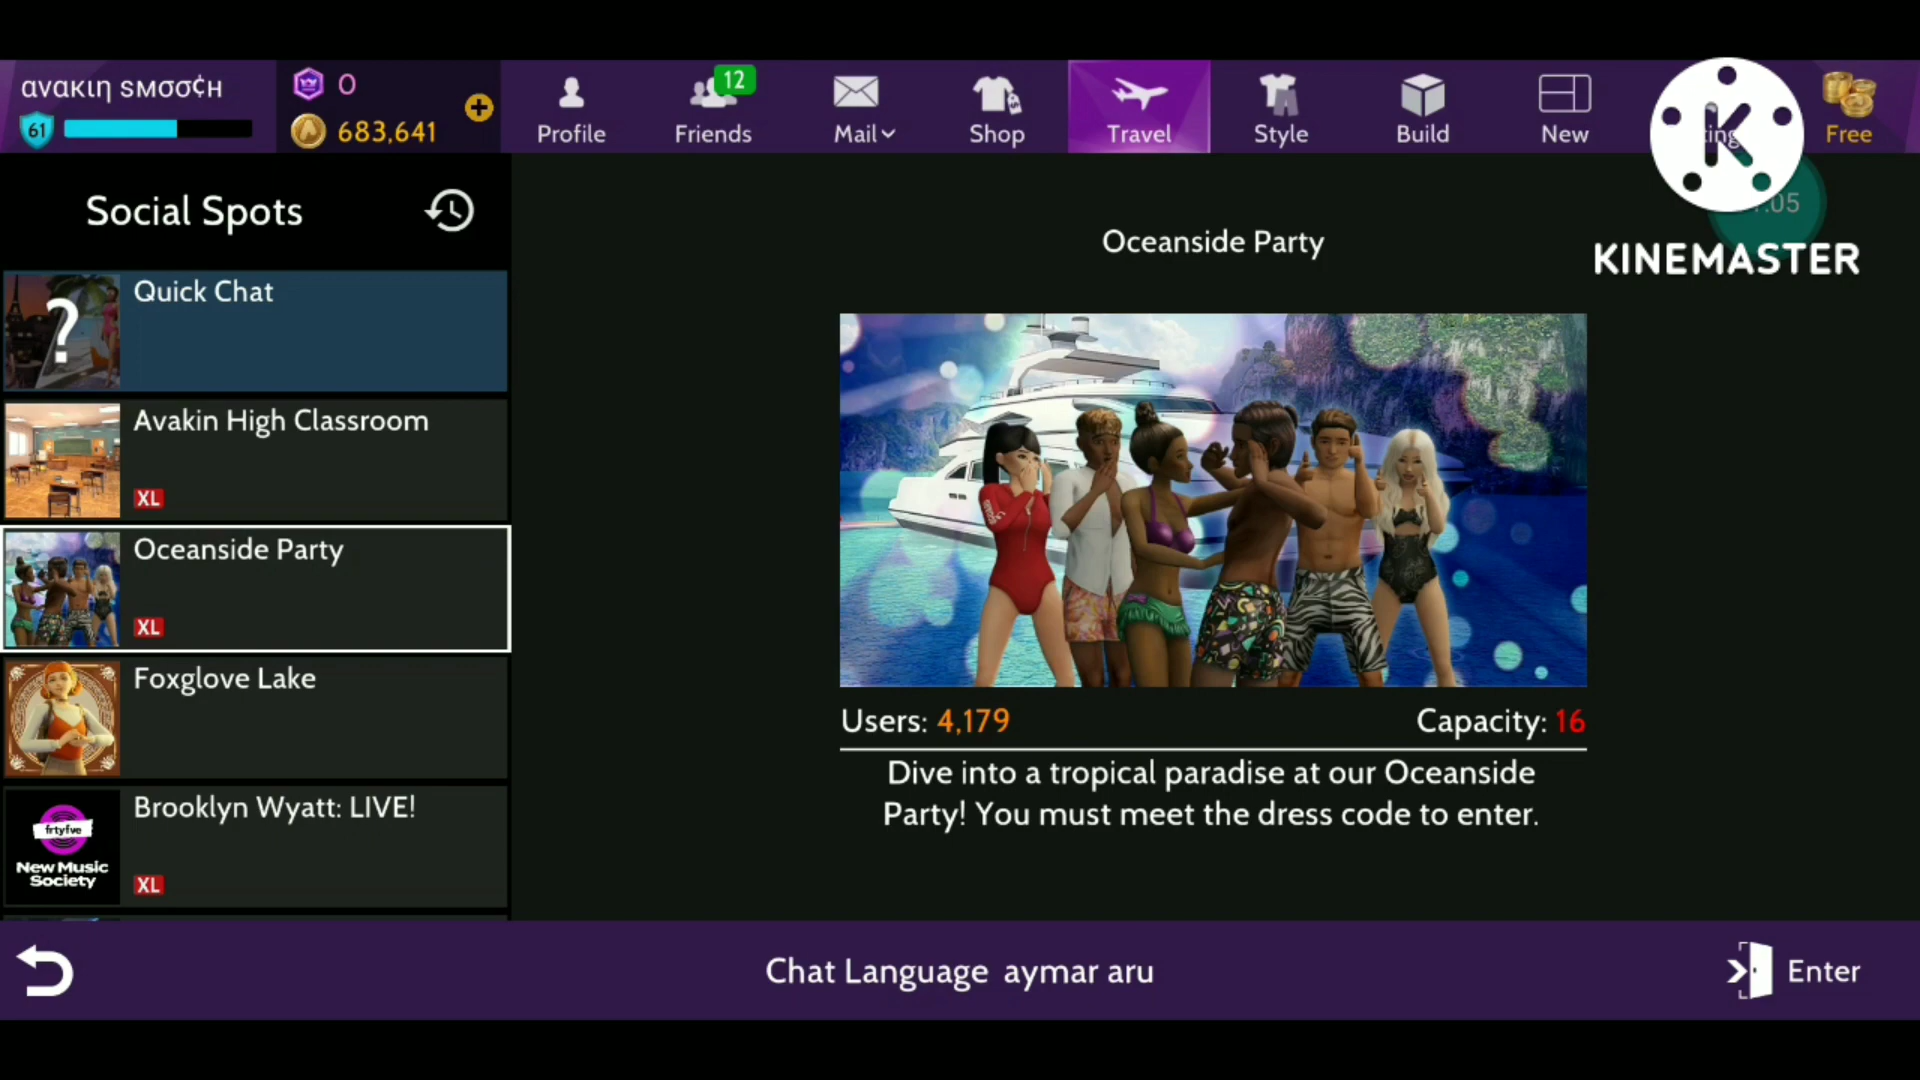 ανακιη ѕмσσ¢н
61
0
683,641
Profile
12
Friends
Mail
Shop
Travel
Style
Build
New
Free
KINEMASTER
Social Spots
Quick Chat
Avakin High Classroom
XL
Oceanside Party
XL
Foxglove Lake
Brooklyn Wyatt: LIVE!
frtyfve
New Music
Society
XL
Oceanside Party
Users: 4,179
Capacity: 16
Dive into a tropical paradise at our Oceanside
Party! You must meet the dress code to enter.
Chat Language aymar aru
Enter